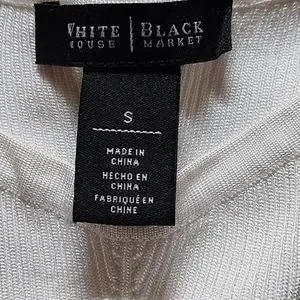 WHITE | BLACK
HOUSE | MARKET
S
MADE IN
CHINA
HECHO EN
CHINA
FABRIQUÉ EN
CHINE